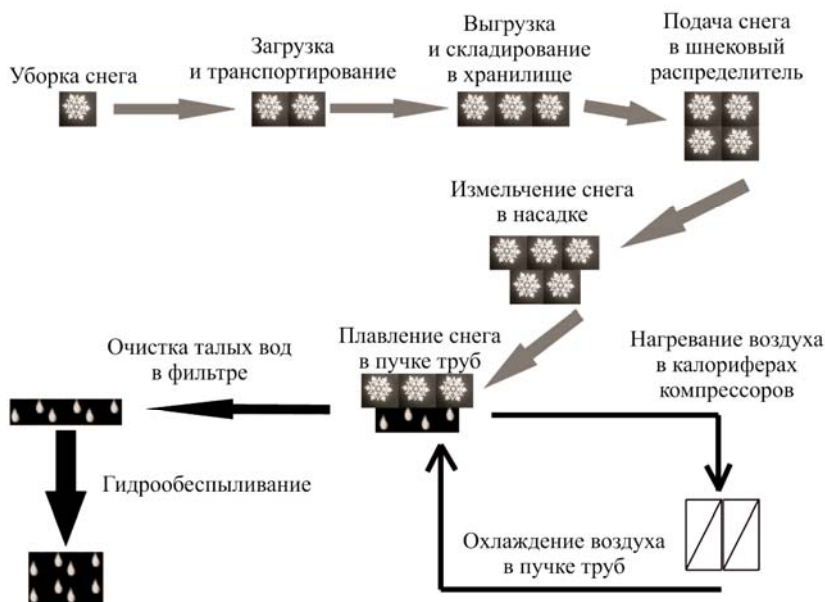 Уборка снега
Загрузка
и транспортирование
Выгрузка
и складирование
в хранилище
Подача снега
в шнековый
распределитель
Измельчение снега
в насадке
Плавление снега
в пучке труб
Очистка талых вод
в фильтре
Нагревание воздуха
в калориферах
компрессоров
Гидрообеспыливание
Охлаждение воздуха
в пучке труб